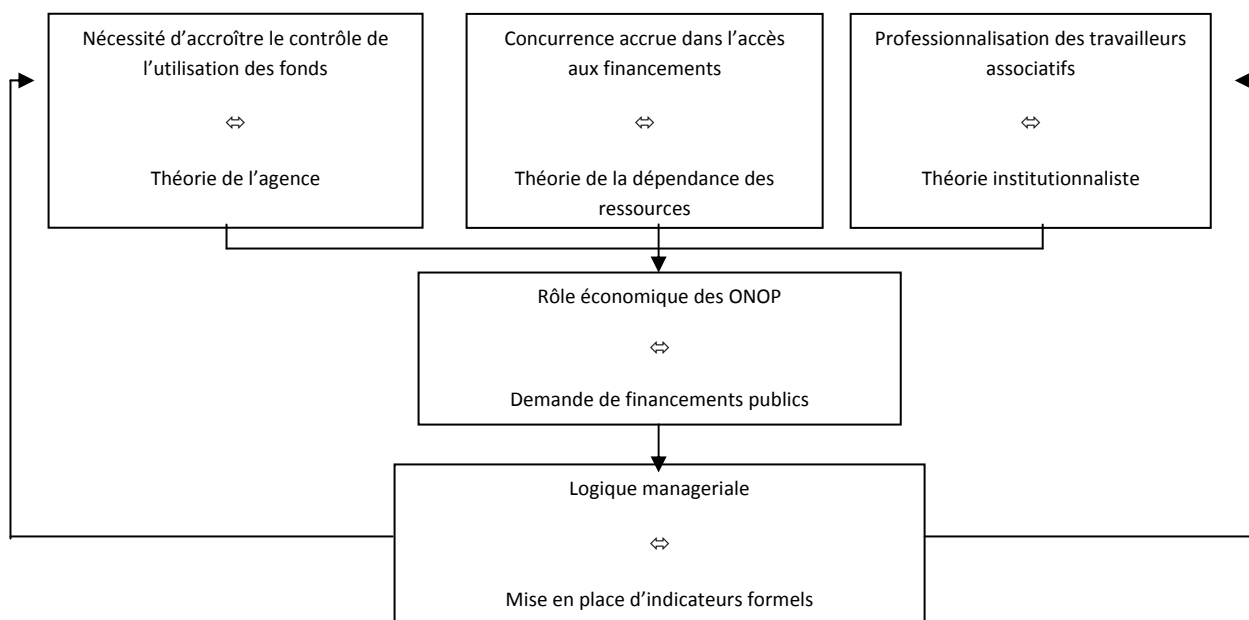 Nécessité d’accroître le contrôle de
l’utilisation des fonds
⇔
Théorie de l’agence
Concurrence accrue dans l’accès
aux financements
⇔
Théorie de la dépendance des
ressources
Professionnalisation des travailleurs
associatifs
⇔
Théorie institutionnaliste
Rôle économique des ONOP
⇔
Demande de financements publics
Logique manageriale
⇔
Mise en place d’indicateurs formels